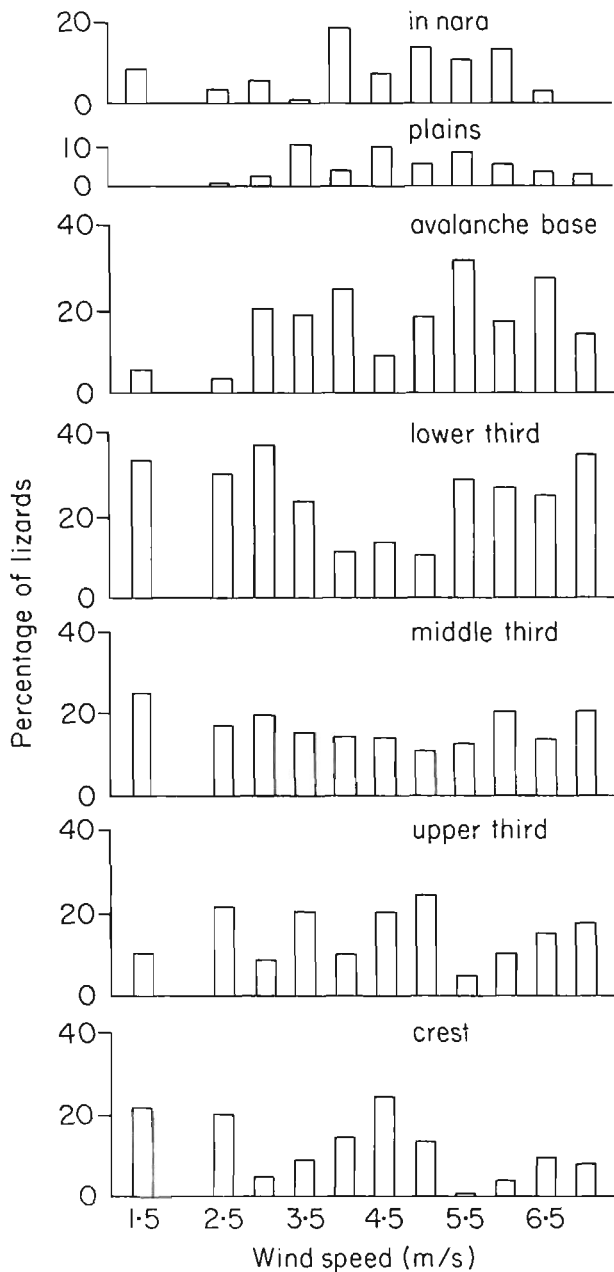 in nara
20
0
plains
10
0
avalanche base
40
20
0
lower third
40
20
0
middle third
40
20
0
upper third
40
20
0
crest
40
20
0
Percentage of lizards
1·5 2·5 3·5 4·5 5·5 6·5
Wind speed (m/s)